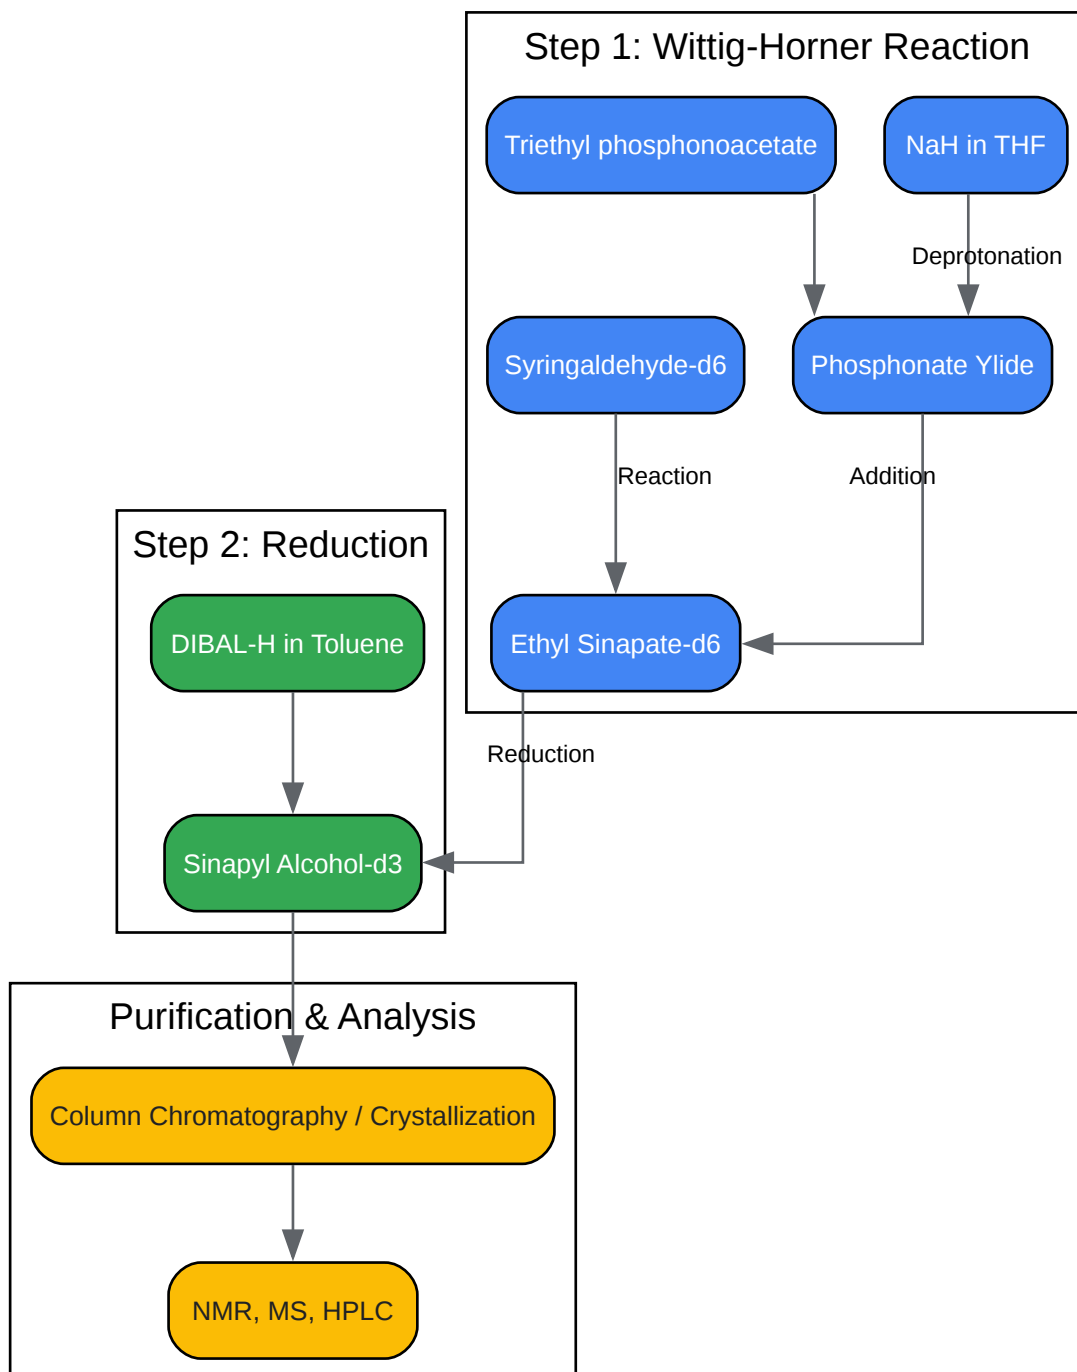 Step 1: Wittig-Horner Reaction
Triethyl phosphonoacetate
NaH in THF
Deprotonation
Syringaldehyde-d6
Phosphonate Ylide
Reaction
Addition
Ethyl Sinapate-d6
Step 2: Reduction
DIBAL-H in Toluene
Reduction
Sinapyl Alcohol-d3
Purification & Analysis
Column Chromatography / Crystallization
NMR, MS, HPLC